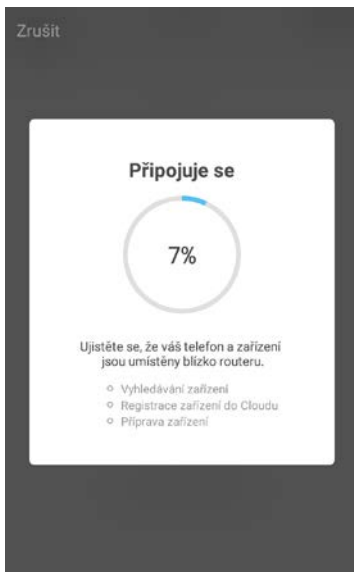 Zrušit
Připojuje se
7%
Ujistěte se, že váš telefon a zařízení
jsou umístěny blízko routeru.
Vyhledávání zařízení
Registrace zařízení do Cloudu
Příprava zařízení